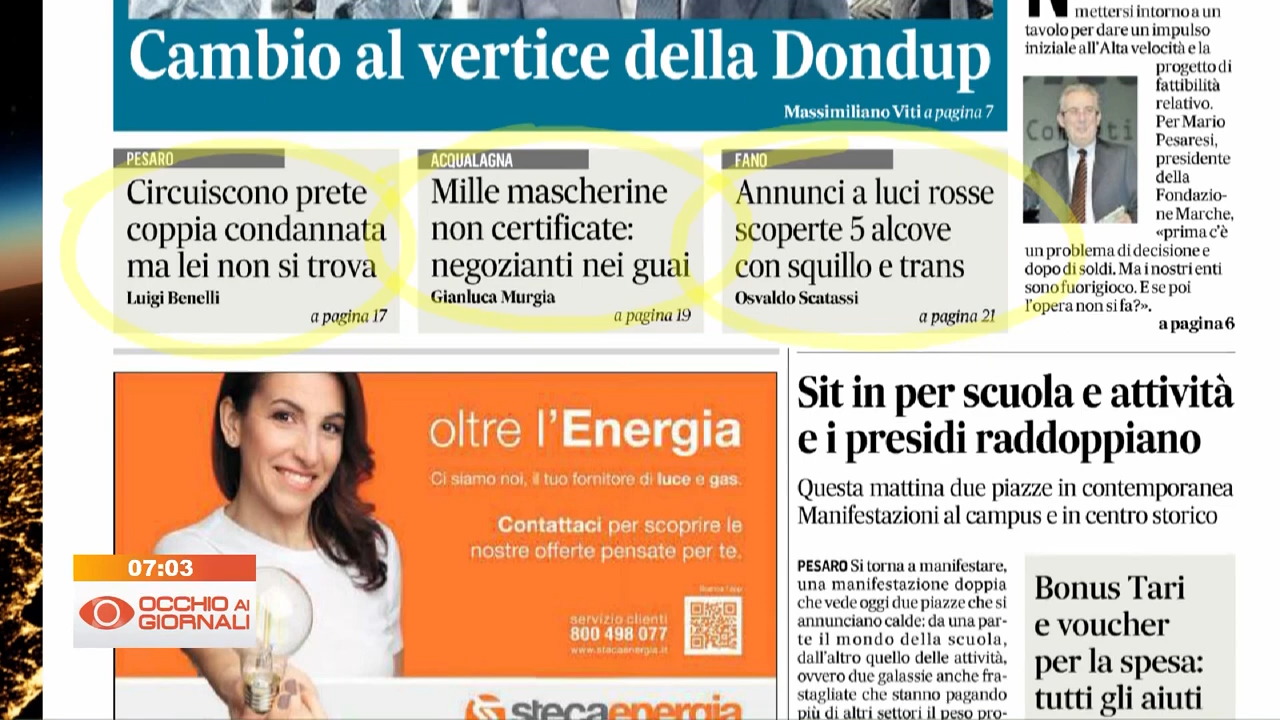 Cambio al vertice della Dondup
Massimiliano Viti a pagina 7
PESARO
Circuiscono prete
coppia condannata
ma lei non si trova
Luigi Benelli
a pagina 17
ACQUALAGNA
Mille mascherine
non certificate:
negozianti nei guai
Gianluca Murgia
a pagina 19
FANO
Annunci a luci rosse
scoperte 5 alcove
con squillo e trans
Osvaldo Scatassi
a pagina 21
mettersi intorno a un
tavolo per dare un impulso
iniziale all'Alta velocità e la
progetto di
fattibilità
relativo.
Per Mario
Pesaresi,
presidente
della
Fondazio-
ne Marche,
«prima c'è
un problema di decisione e
dopo di soldi. Ma i nostri enti
sono fuorigioco. E se poi
l'opera non si fa?».
a pagina 6
oltre l'Energia
Ci siamo noi, il tuo fornitore di luce e gas.
Contattaci per scoprire le
nostre offerte pensate per te.
servizio clienti
800 498 077
www.stecaenergia.it
stecaenergia
Sit in per scuola e attività
e i presidi raddoppiano
Questa mattina due piazze in contemporanea
Manifestazioni al campus e in centro storico
PESARO Si torna a manifestare,
una manifestazione doppia
che vede oggi due piazze che si
annunciano calde: da una par-
te il mondo della scuola,
dall'altro quello delle attività,
ovvero due galassie anche fra-
stagliate che stanno pagando
più di altri settori il peso pro-
Bonus Tari
e voucher
per la spesa:
tutti gli aiuti
07:03
OCCHIO AI
GIORNALI